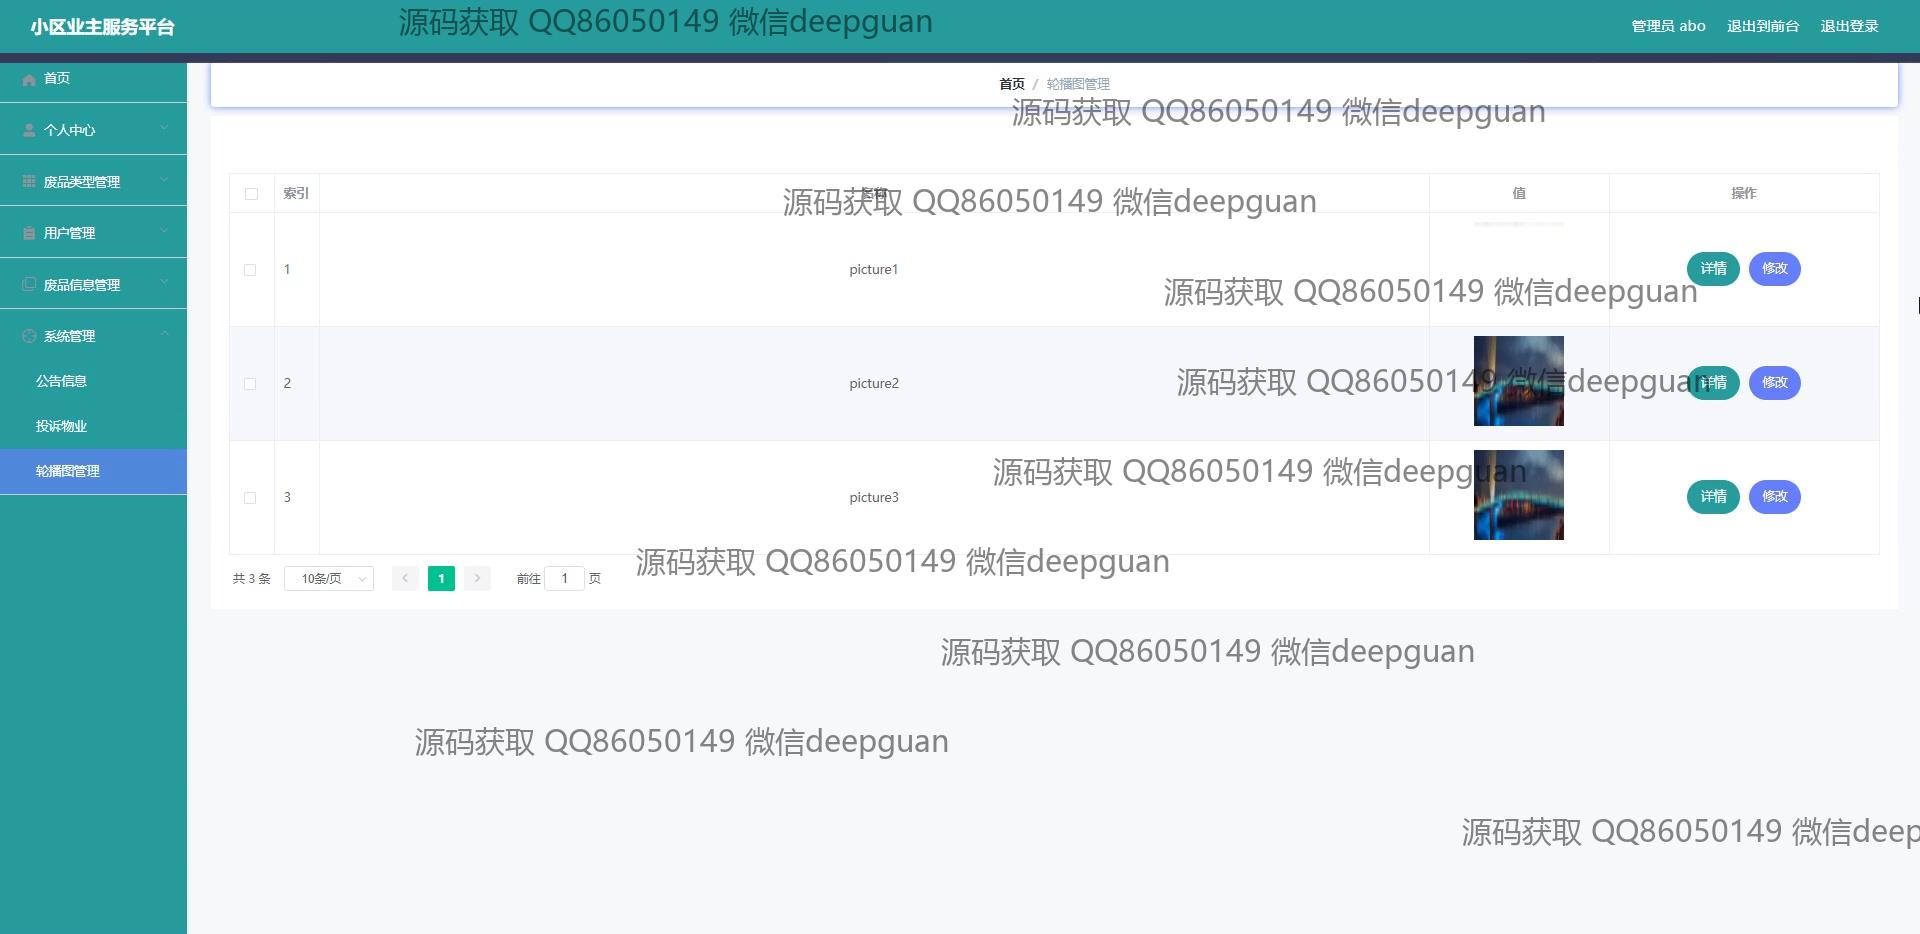 小区业主服务平台
源码获取 QQ86050149 微信deepguan
管理员 abo 退出到前台 退出登录
首页
首页 / 轮播图管理
源码获取 QQ86050149 微信deepguan
个人中心
废品类型管理
索引 名称 值 操作
源码获取 QQ86050149 微信deepguan
用户管理
1 picture1 详情 修改
废品信息管理
源码获取 QQ86050149 微信deepguan
系统管理
公告信息
2 picture2 详情 修改
源码获取 QQ86050149 微信deepguan
投诉物业
轮播图管理
源码获取 QQ86050149 微信deepguan
3 picture3 详情 修改
源码获取 QQ86050149 微信deepguan
共 3 条 10条/页 1 前往 1 页
源码获取 QQ86050149 微信deepguan
源码获取 QQ86050149 微信deepguan
源码获取 QQ86050149 微信deep